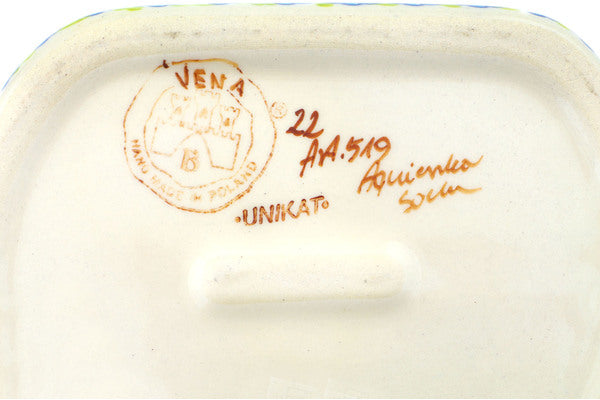 VENA
B
HAND MADE IN POLAND
®
22
AA.519
Agnieszka
·UNIKAT·